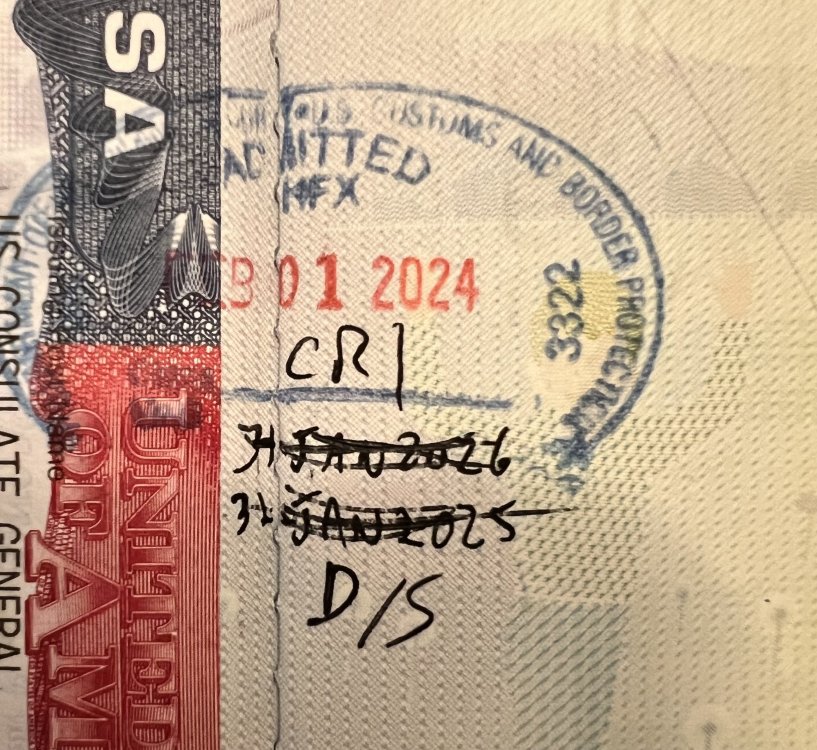 U.S. CUSTOMS AND BORDER PROTECTION
ADMITTED
HFX
FEB 01 2024
3322
CR1
31 JAN 2026
31 JAN 2025
D/S
SA
UNITED
OF AM
US CONSULATE GENERAL
Name